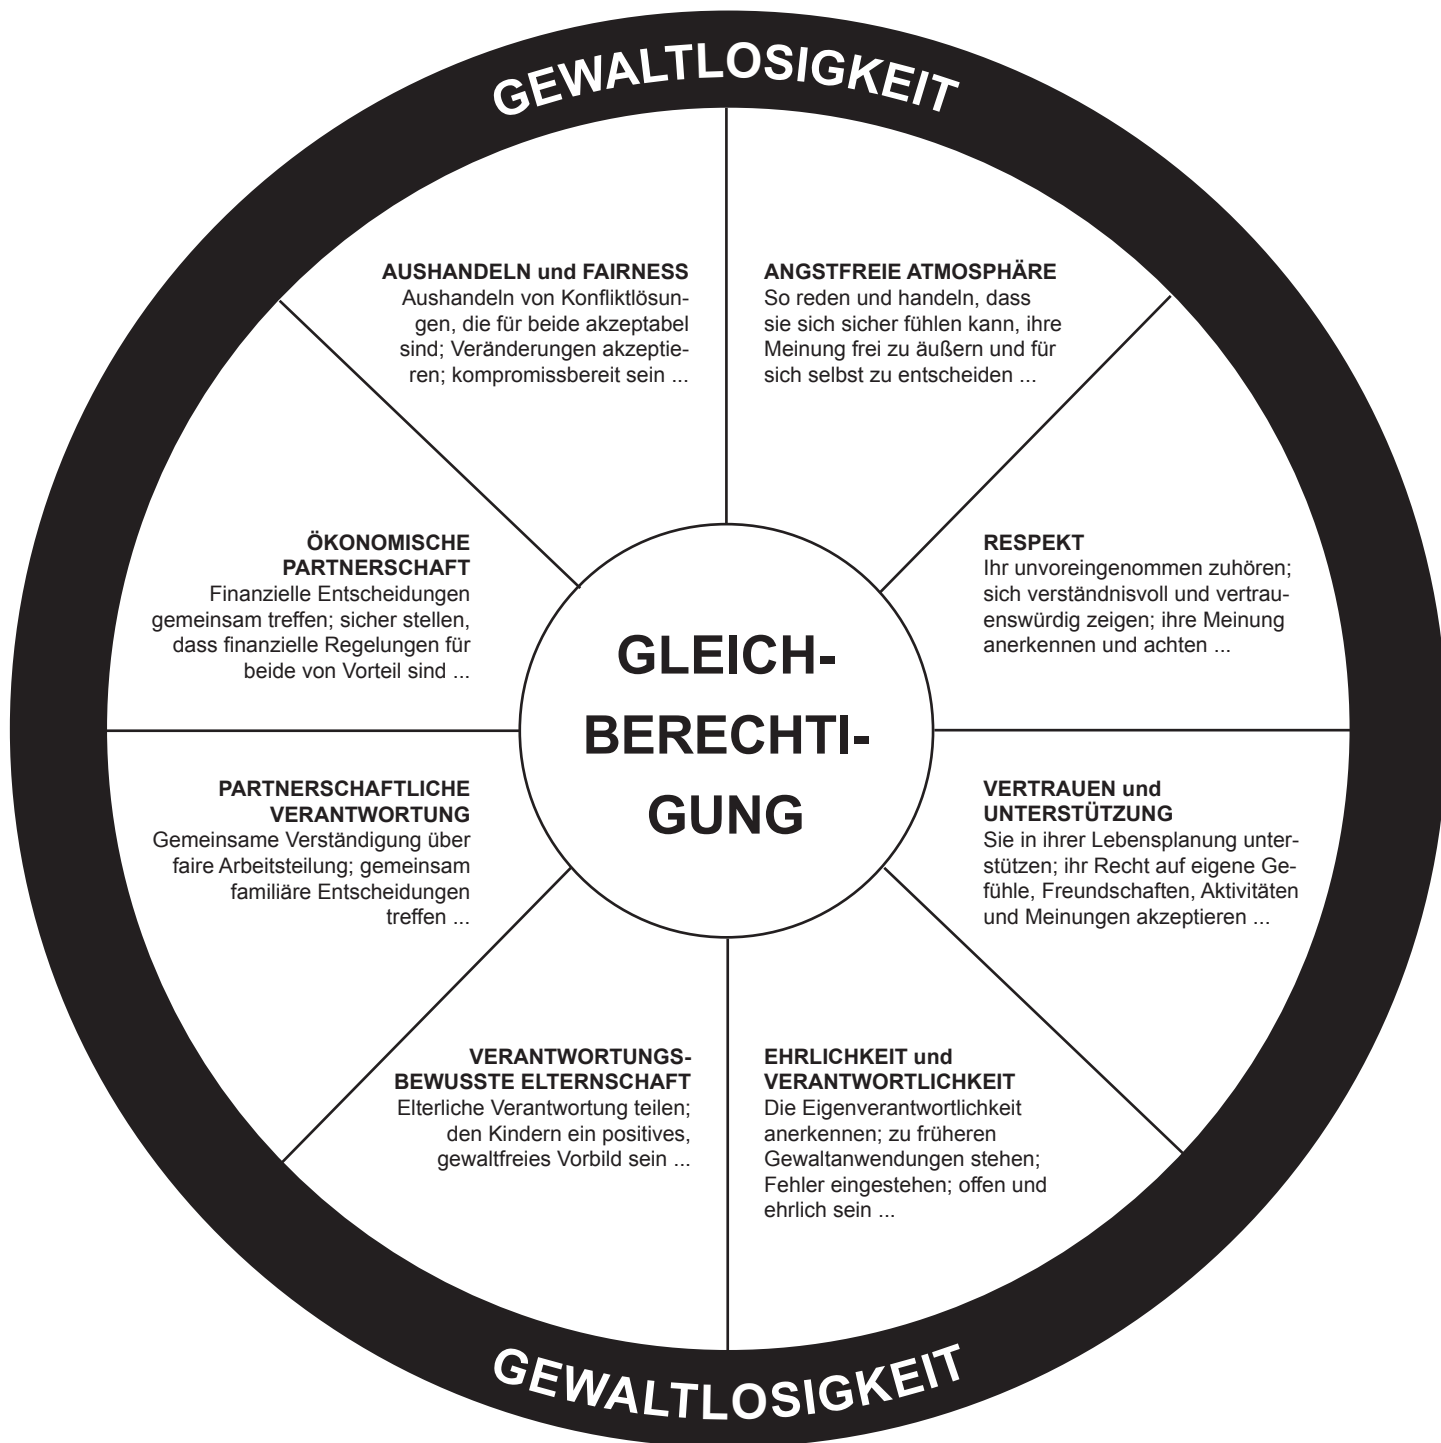 GEWALTLOSIGKEIT
AUSHANDELN und FAIRNESS
Aushandeln von Konfliktlösun-
gen, die für beide akzeptabel
sind; Veränderungen akzeptie-
ren; kompromissbereit sein ...
ANGSTFREIE ATMOSPHÄRE
So reden und handeln, dass
sie sich sicher fühlen kann, ihre
Meinung frei zu äußern und für
sich selbst zu entscheiden ...
ÖKONOMISCHE
PARTNERSCHAFT
Finanzielle Entscheidungen
gemeinsam treffen; sicher stellen,
dass finanzielle Regelungen für
beide von Vorteil sind ...
RESPEKT
Ihr unvoreingenommen zuhören;
sich verständnisvoll und vertrau-
enswürdig zeigen; ihre Meinung
anerkennen und achten ...
GLEICH-
BERECHTI-
GUNG
PARTNERSCHAFTLICHE
VERANTWORTUNG
Gemeinsame Verständigung über
faire Arbeitsteilung; gemeinsam
familiäre Entscheidungen
treffen ...
VERTRAUEN und
UNTERSTÜTZUNG
Sie in ihrer Lebensplanung unter-
stützen; ihr Recht auf eigene Ge-
fühle, Freundschaften, Aktivitäten
und Meinungen akzeptieren ...
VERANTWORTUNGS-
BEWUSSTE ELTERNSCHAFT
Elterliche Verantwortung teilen;
den Kindern ein positives,
gewaltfreies Vorbild sein ...
EHRLICHKEIT und
VERANTWORTLICHKEIT
Die Eigenverantwortlichkeit
anerkennen; zu früheren
Gewaltanwendungen stehen;
Fehler eingestehen; offen und
ehrlich sein ...
GEWALTLOSIGKEIT